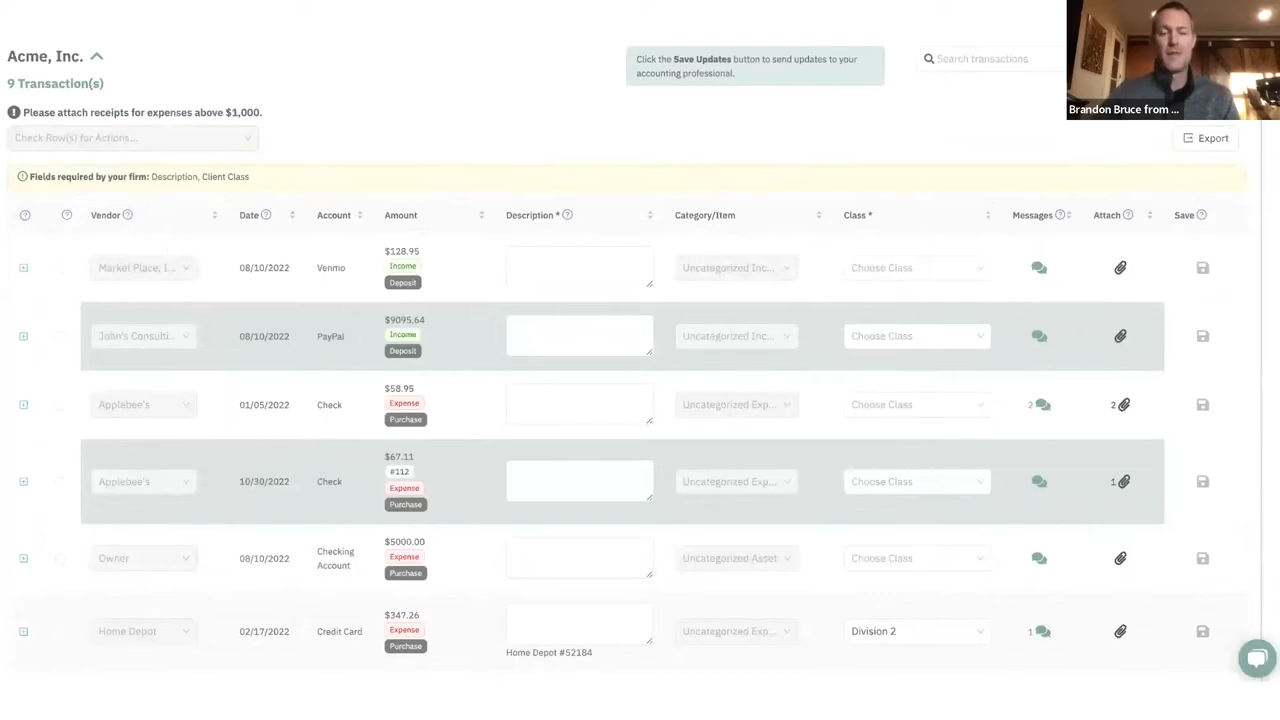 Acme, Inc.
9 Transaction(s)
Click the Save Updates button to send updates to your
accounting professional.
Search transactions
Brandon Bruce from ...
Please attach receipts for expenses above $1,000.
Check Row(s) for Actions...
Export
Fields required by your firm: Description, Client Class
Vendor Date Account Amount Description * Category/Item Class * Messages Attach Save
Market Place, I... 08/10/2022 Venmo $128.95 Income Deposit Uncategorized Inc... Choose Class
John's Consulti... 08/10/2022 PayPal $9095.64 Income Deposit Uncategorized Inc... Choose Class
Applebee's 01/05/2022 Check $58.95 Expense Purchase Uncategorized Exp... Choose Class 2 2
Applebee's 10/30/2022 Check $67.11 #112 Expense Purchase Uncategorized Exp... Choose Class 1
Owner 08/10/2022 Checking Account $5000.00 Expense Purchase Uncategorized Asset Choose Class
Home Depot 02/17/2022 Credit Card $347.26 Expense Purchase Home Depot #52184 Uncategorized Exp... Division 2 1